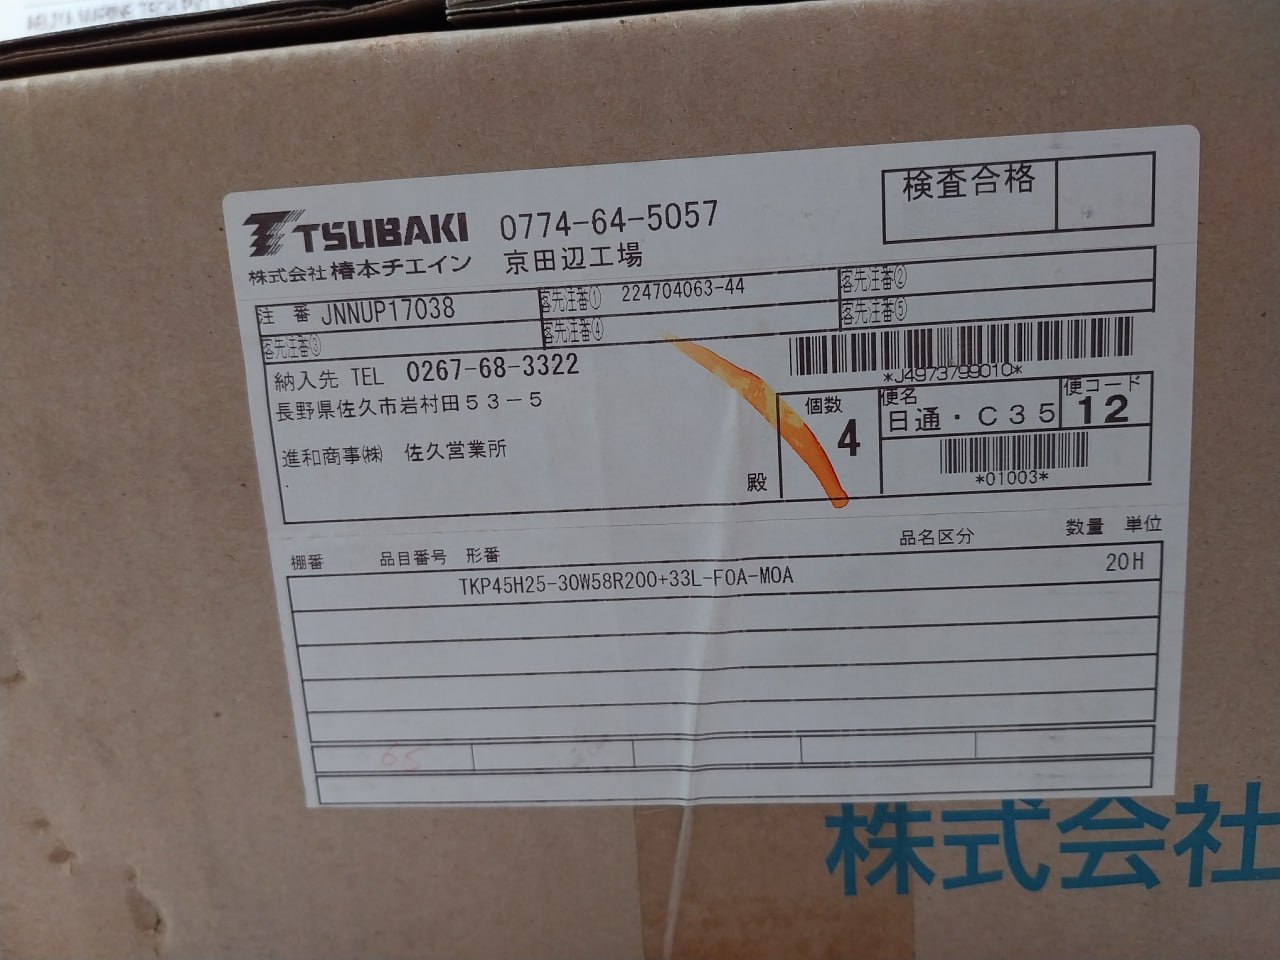 TSUBAKI 0774-64-5057
株式会社 椿本チエイン 京田辺工場
検査合格
注番 JNNUP17038
客先注番① 224704063-44
客先注番②
客先注番③
客先注番④
客先注番⑤
納入先 TEL 0267-68-3322
長野県佐久市岩村田53-5
進和商事㈱ 佐久営業所
殿
*J4973799010*
個数 4
便名 日通・C35
便コード 12
*01003*
棚番 品目番号 形番 品名区分 数量 単位
TKP45H25-30W58R200+33L-F0A-M0A 20H
65
株式会社